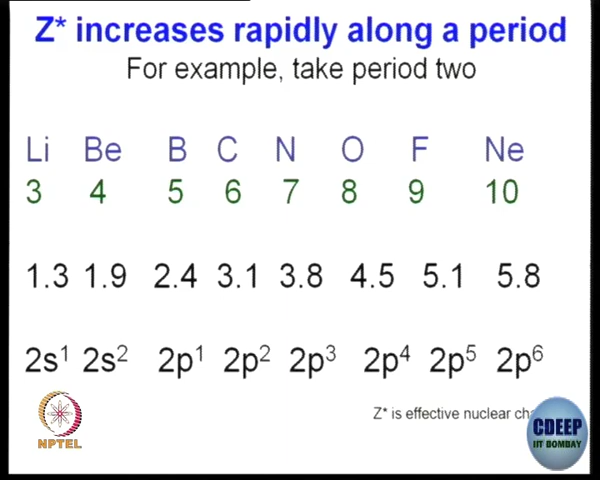 Z* increases rapidly along a period
For example, take period two
Li Be B C N O F Ne
3 4 5 6 7 8 9 10
1.3 1.9 2.4 3.1 3.8 4.5 5.1 5.8
2s¹ 2s² 2p¹ 2p² 2p³ 2p⁴ 2p⁵ 2p⁶
Z* is effective nuclear
NPTEL
CDEEP
IIT BOMBAY